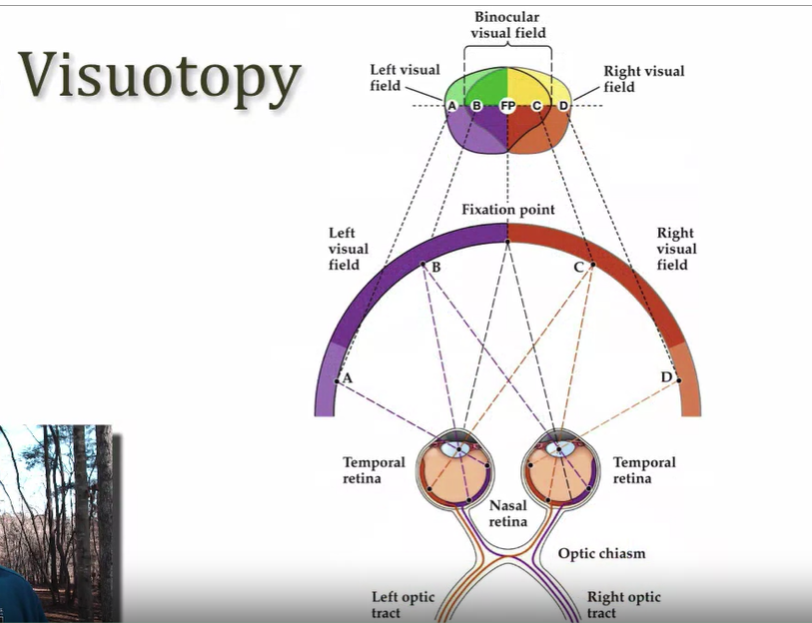 Visuotopy
Binocular
visual field
Left visual
field
Right visual
field
A B FP C D
Fixation point
Left
visual
field
Right
visual
field
B
C
A
D
Temporal
retina
Temporal
retina
Nasal
retina
Optic chiasm
Left optic
tract
Right optic
tract